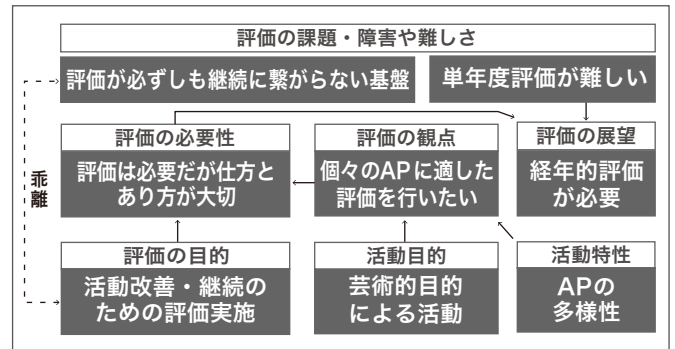 評価の課題・障害や難しさ
評価が必ずしも継続に繋がらない基盤
単年度評価が難しい
乖離
評価の必要性
評価は必要だが仕方と
あり方が大切
評価の観点
個々のAPに適した
評価を行いたい
評価の展望
経年的評価
が必要
評価の目的
活動改善・継続の
ための評価実施
活動目的
芸術的目的
による活動
活動特性
APの
多様性